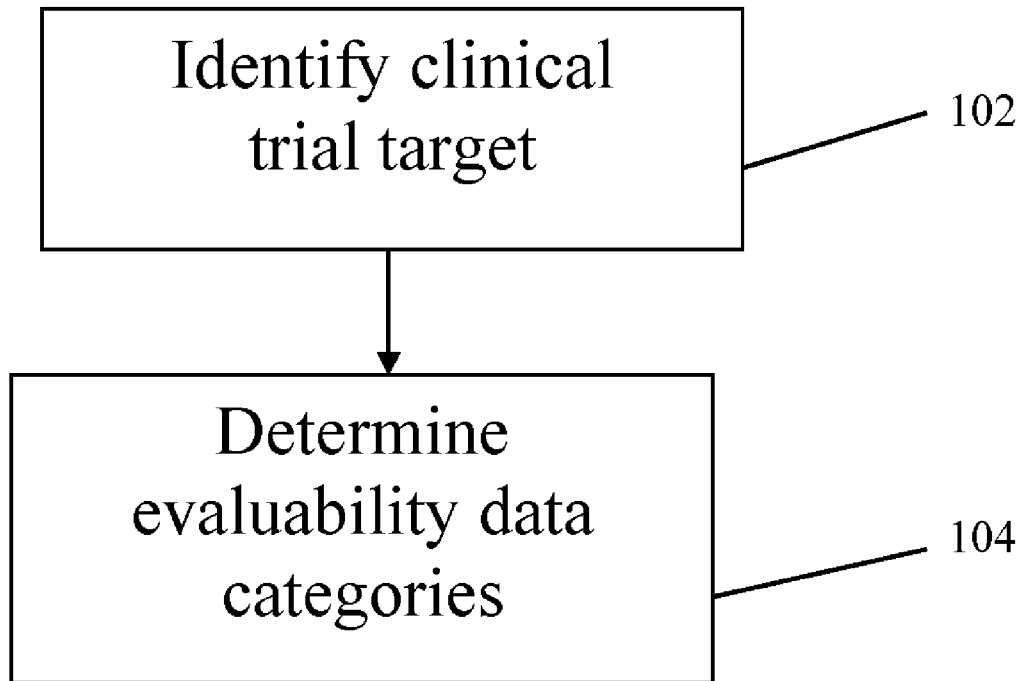 Identify clinical
trial target
102
Determine
evaluability data
categories
104